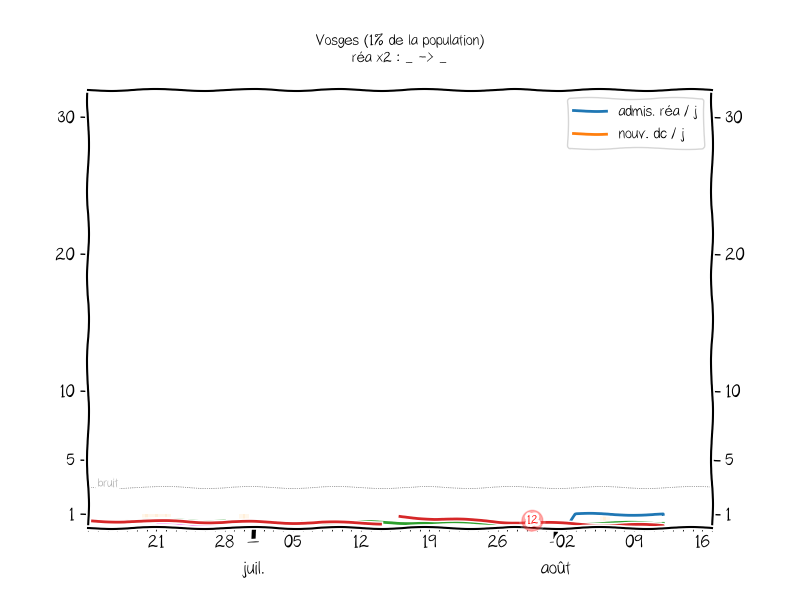 Vosges (1% de la population)
réa x2 : _ -> _
admis. réa / j
nouv. dc / j
30
30
20
20
10
10
5
5
bruit
1
1
12
21
28
05
12
19
26
02
09
16
juil.
août